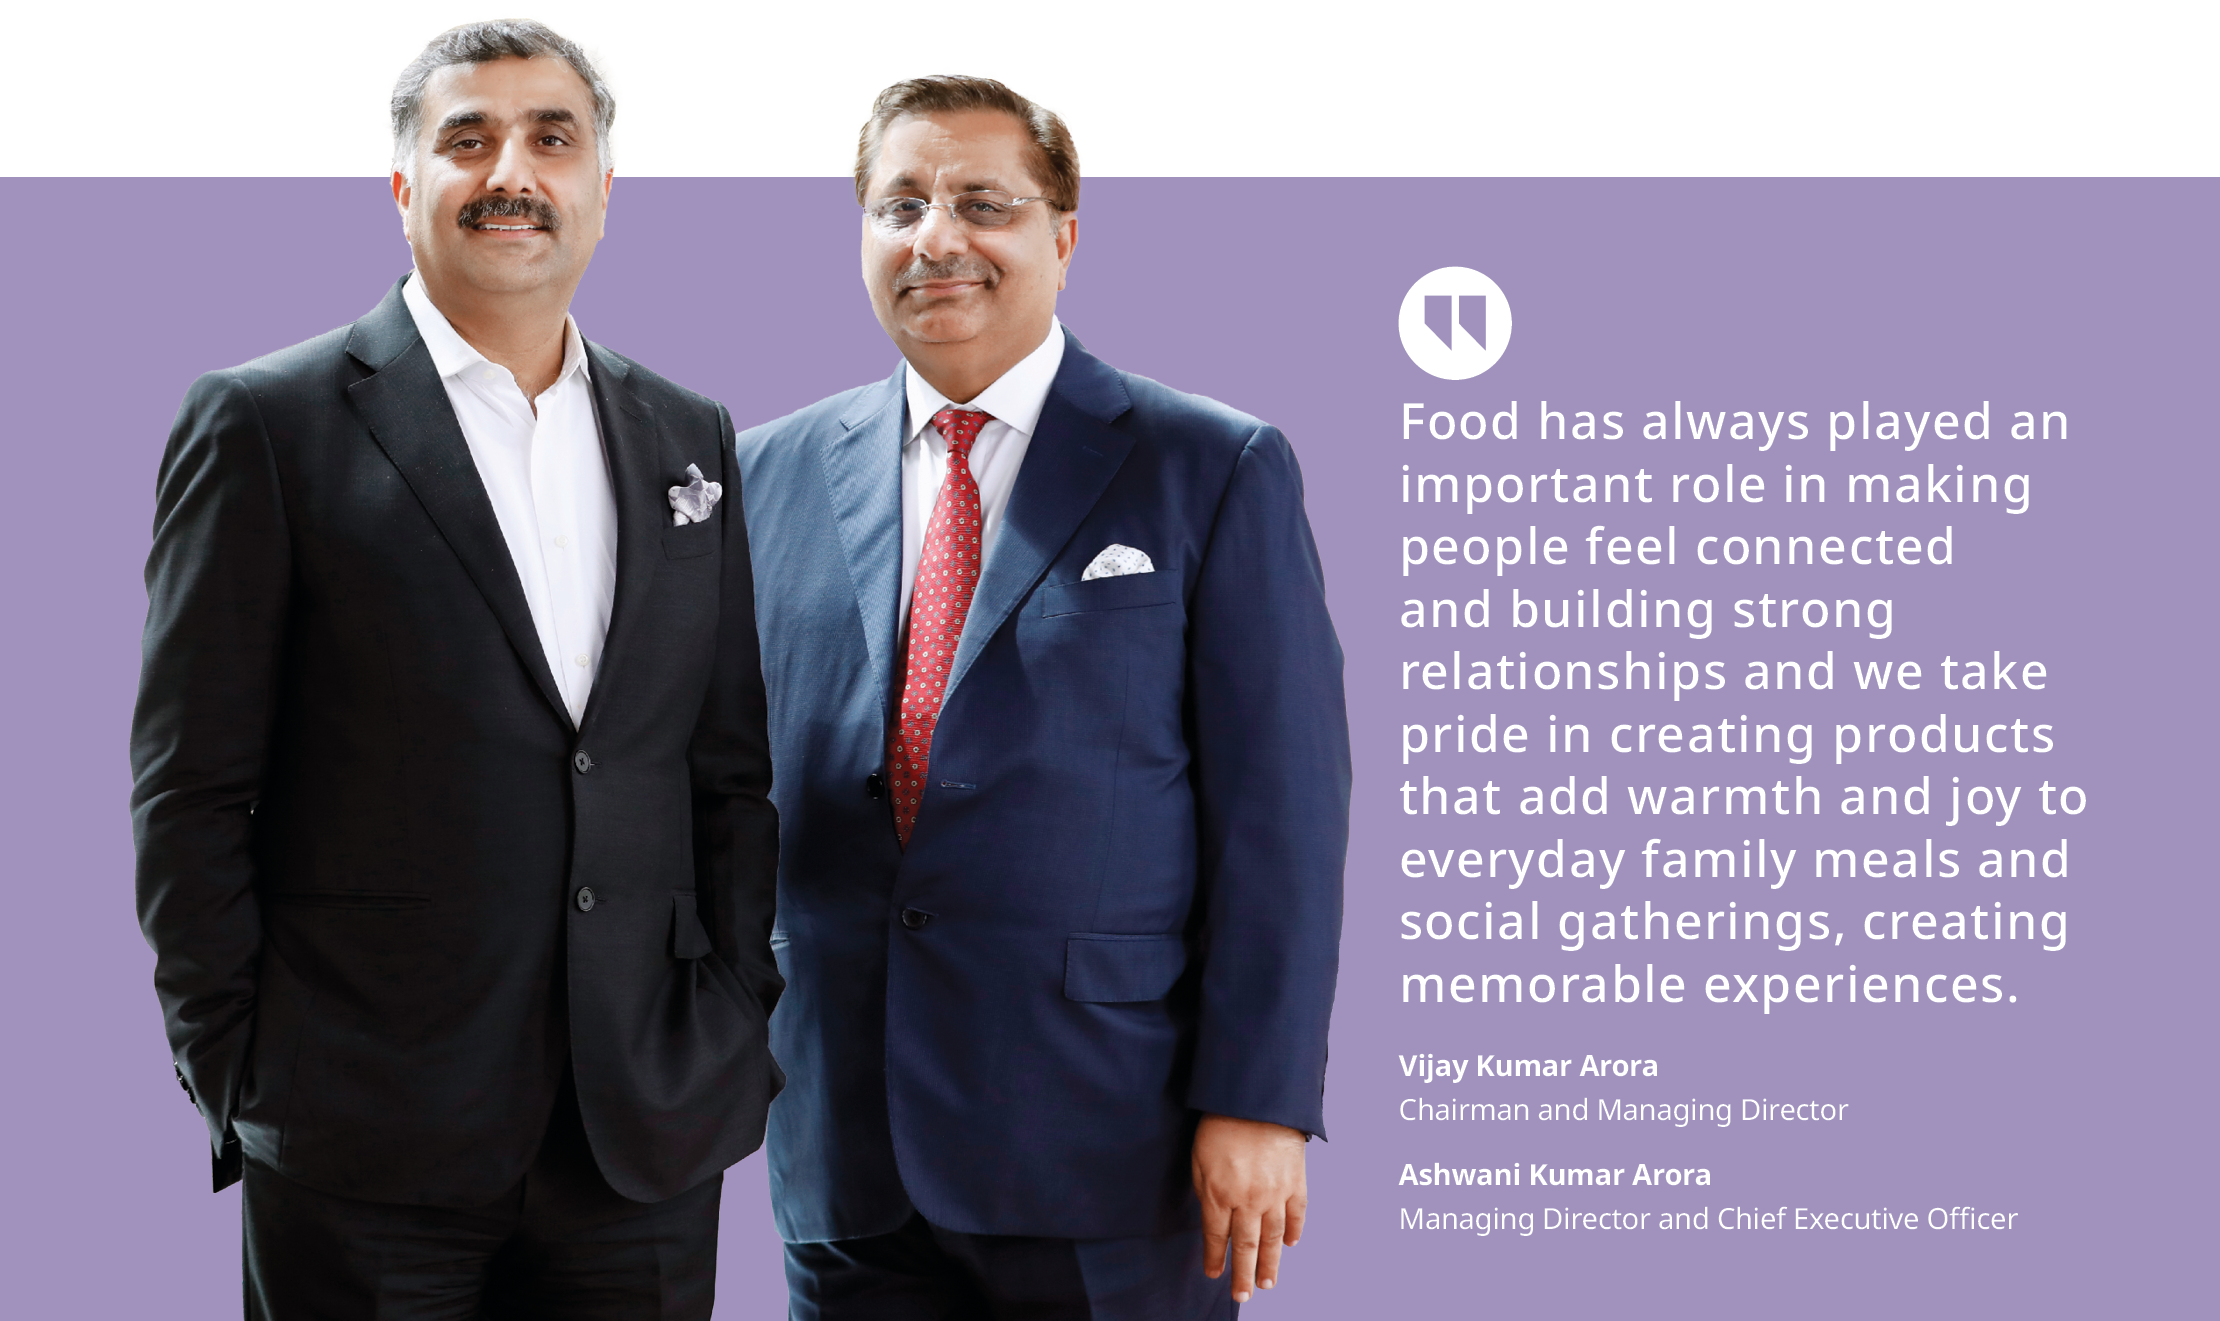 Food has always played an
important role in making
people feel connected
and building strong
relationships and we take
pride in creating products
that add warmth and joy to
everyday family meals and
social gatherings, creating
memorable experiences.
Vijay Kumar Arora
Chairman and Managing Director
Ashwani Kumar Arora
Managing Director and Chief Executive Officer